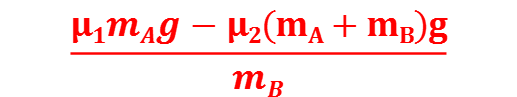 μ₁m_Ag − μ₂(m_A + m_B)g
m_B